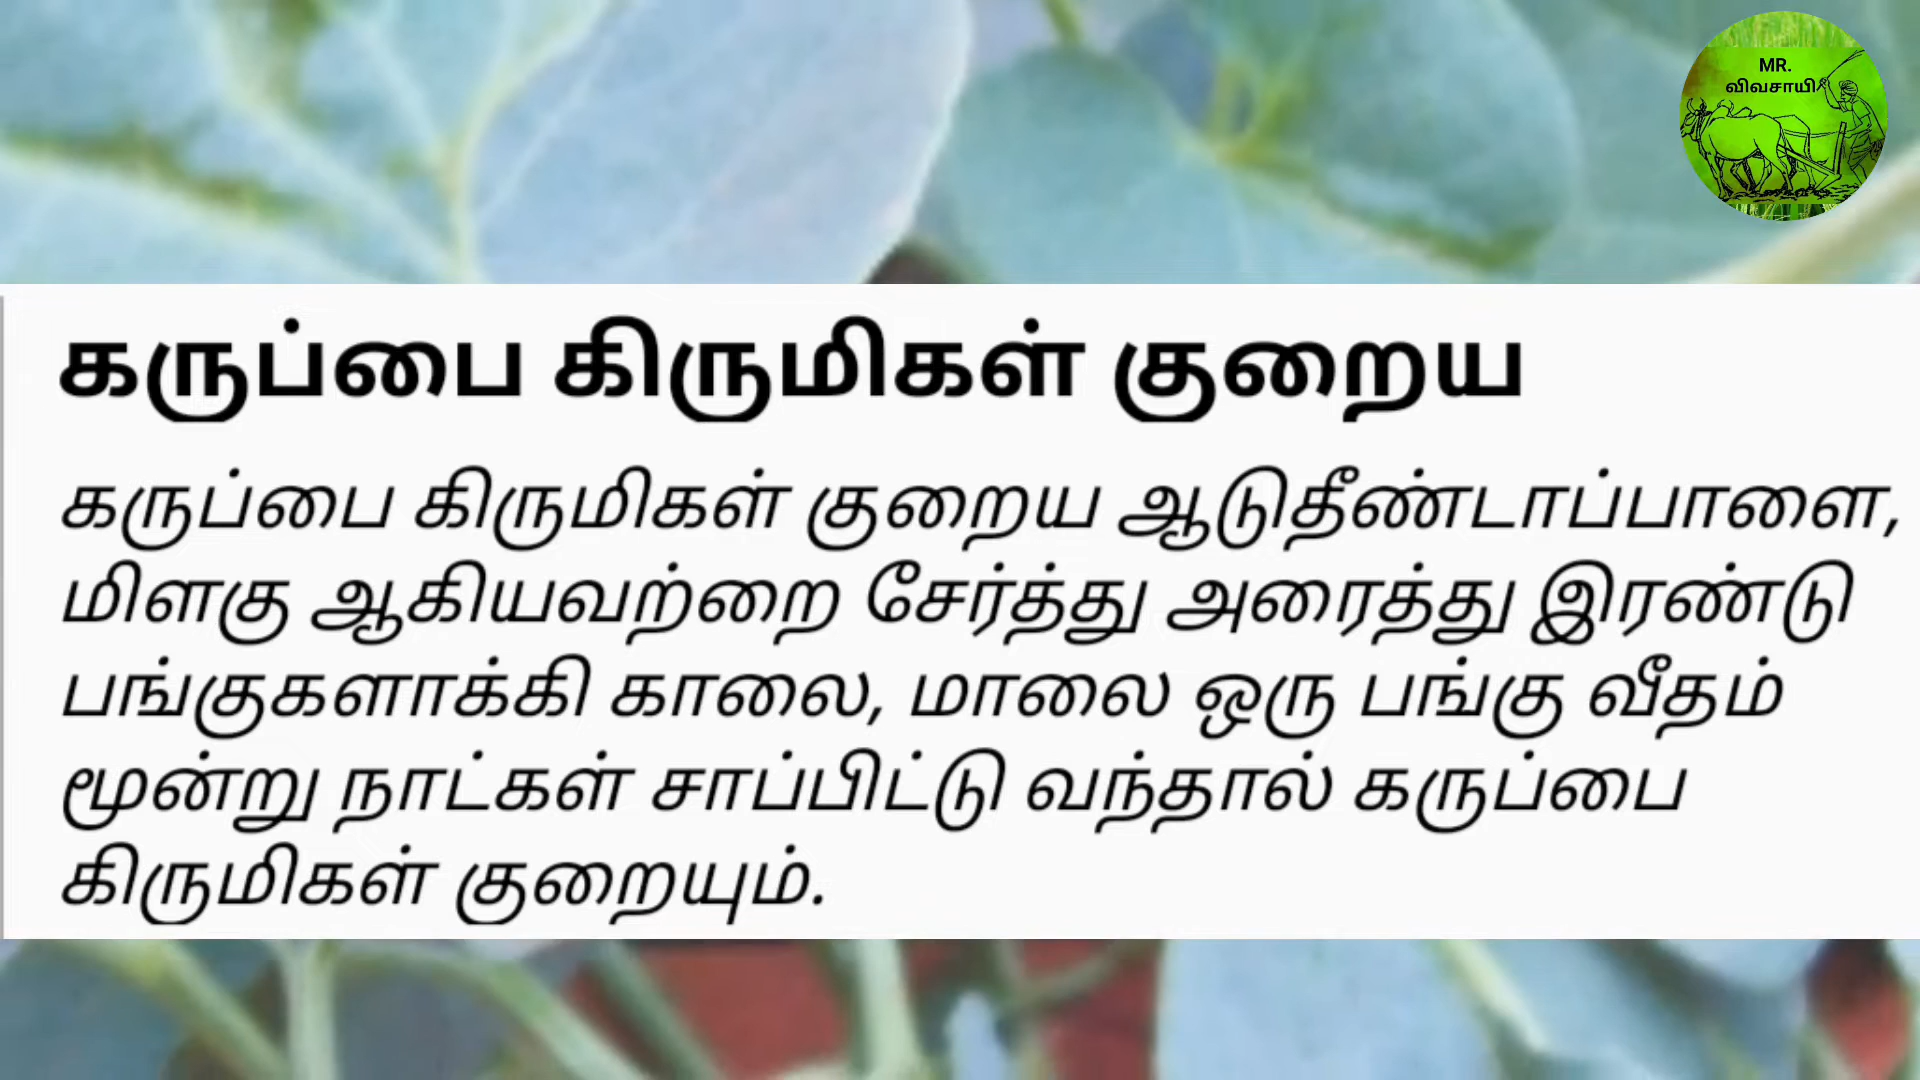 MR.
விவசாயி
கருப்பை கிருமிகள் குறைய
கருப்பை கிருமிகள் குறைய ஆடுதீண்டாப்பாளை,
மிளகு ஆகியவற்றை சேர்த்து அரைத்து இரண்டு
பங்குகளாக்கி காலை, மாலை ஒரு பங்கு வீதம்
மூன்று நாட்கள் சாப்பிட்டு வந்தால் கருப்பை
கிருமிகள் குறையும்.